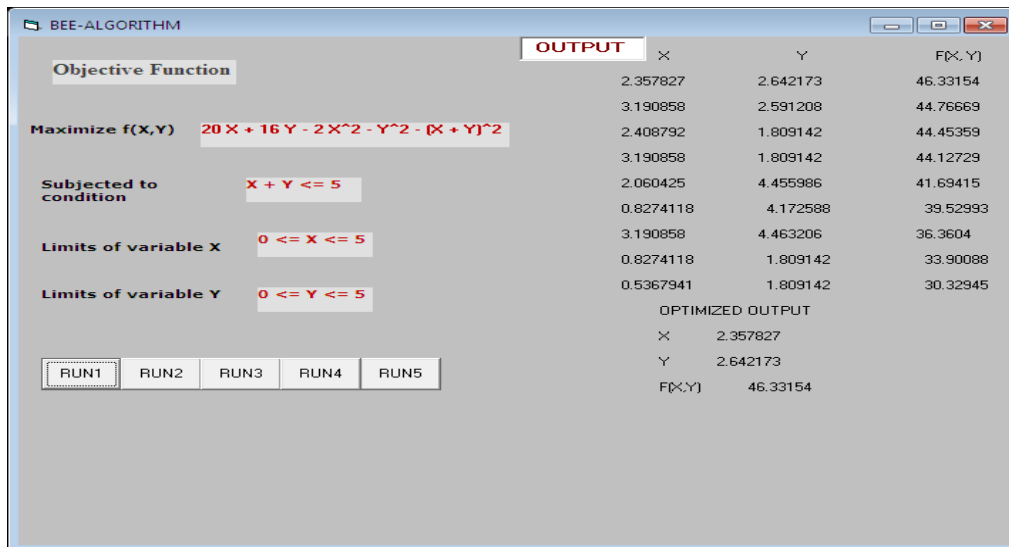 BEE-ALGORITHM
Objective Function
Maximize f(X,Y) 20 X + 16 Y - 2 X^2 - Y^2 - (X + Y)^2
Subjected to condition X + Y <= 5
Limits of variable X 0 <= X <= 5
Limits of variable Y 0 <= Y <= 5
RUN1 RUN2 RUN3 RUN4 RUN5
OUTPUT
X Y F(X,Y)
2.357827 2.642173 46.33154
3.190858 2.591208 44.76669
2.408792 1.809142 44.45359
3.190858 1.809142 44.12729
2.060425 4.455986 41.69415
0.8274118 4.172588 39.52993
3.190858 4.463206 36.3604
0.8274118 1.809142 33.90088
0.5367941 1.809142 30.32945
OPTIMIZED OUTPUT
X 2.357827
Y 2.642173
F(X,Y) 46.33154